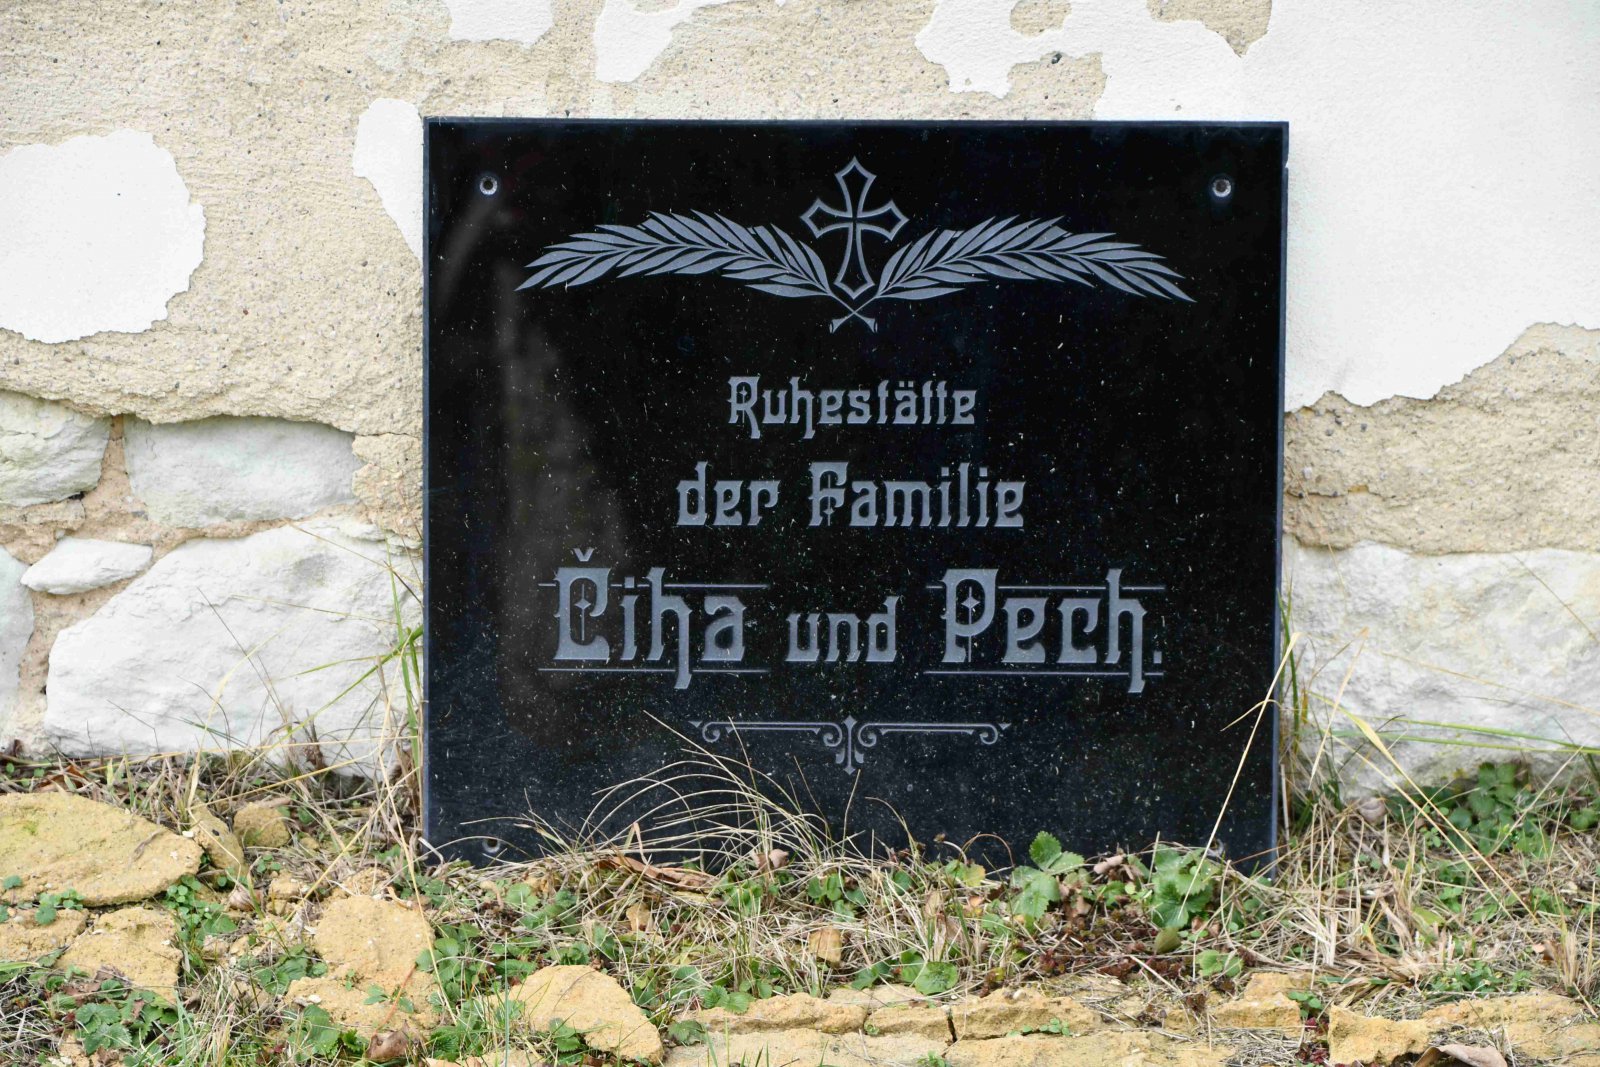 Ruhestätte
der Familie
Čiha und Pech.